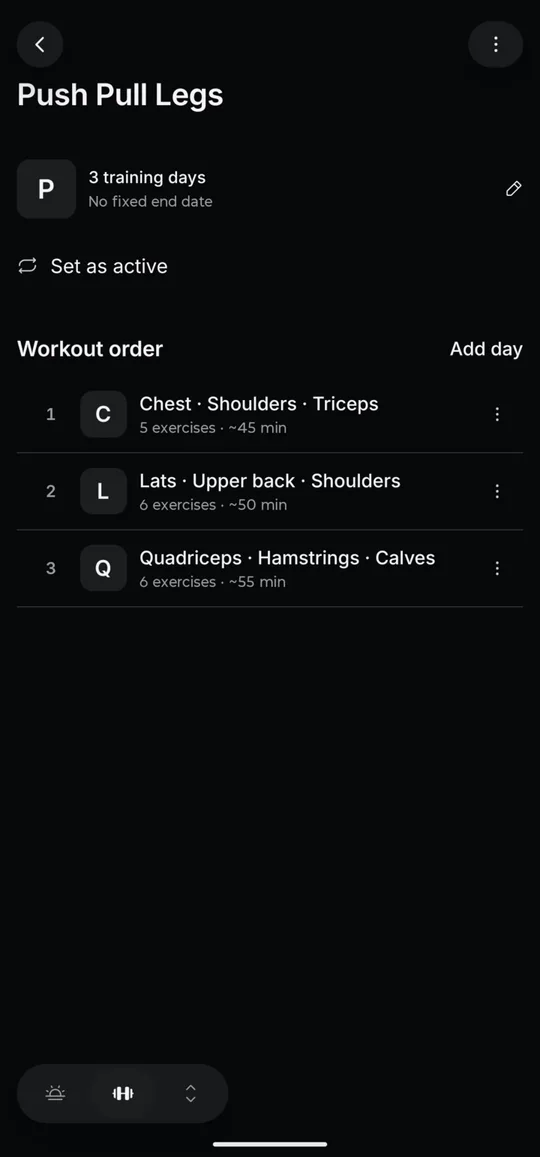 Push Pull Legs
P
3 training days
No fixed end date
Set as active
Workout order
Add day
1
C
Chest · Shoulders · Triceps
5 exercises · ~45 min
2
L
Lats · Upper back · Shoulders
6 exercises · ~50 min
3
Q
Quadriceps · Hamstrings · Calves
6 exercises · ~55 min